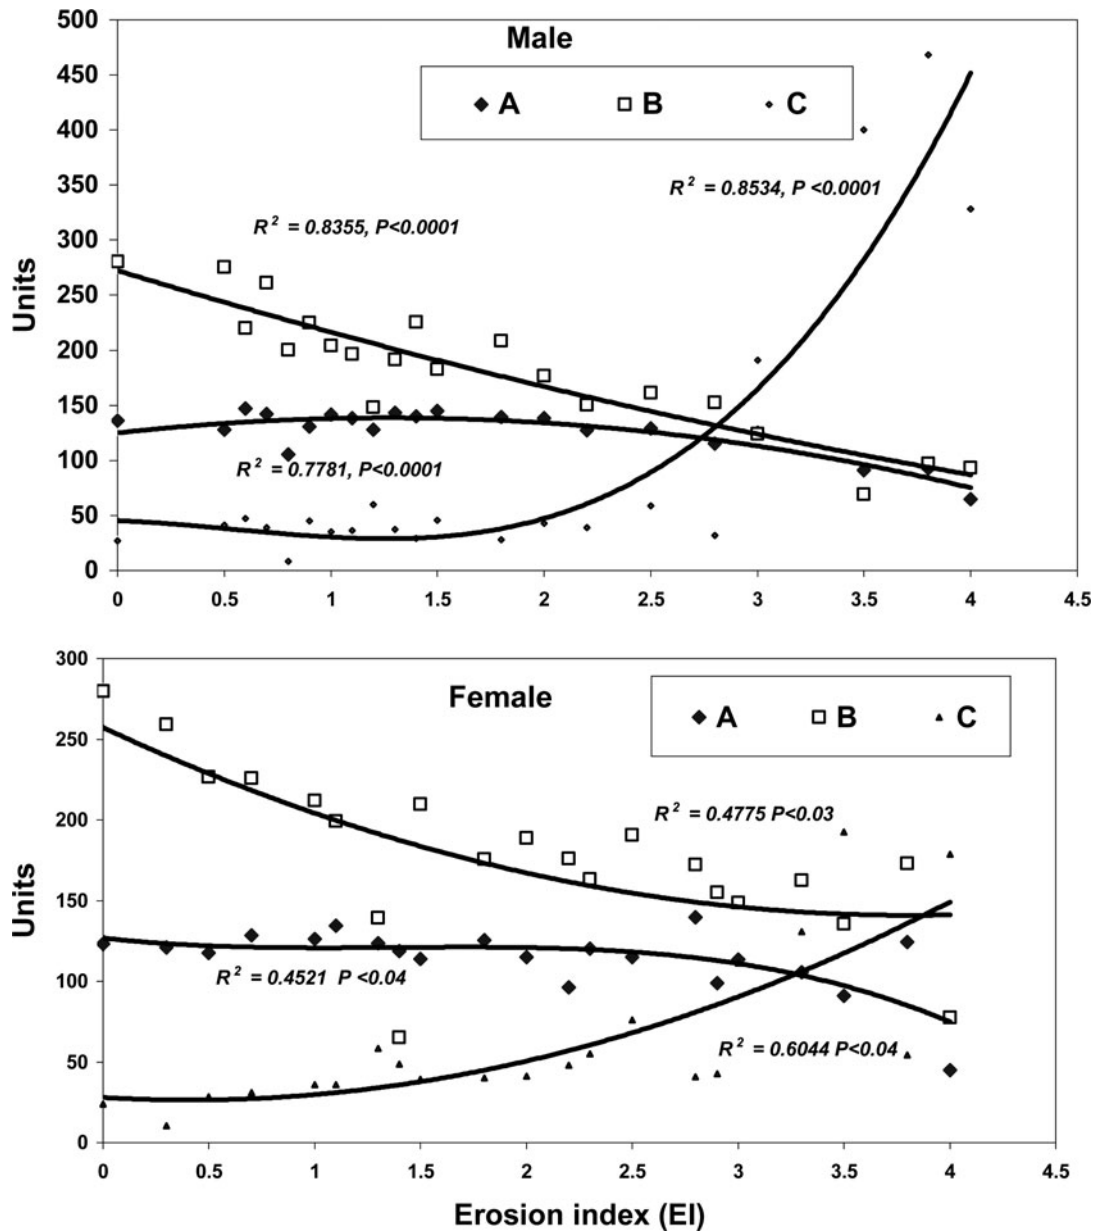 Male
A B C
R² = 0.8534, P <0.0001
R² = 0.8355, P<0.0001
R² = 0.7781, P<0.0001
Units
500
450
400
350
300
250
200
150
100
50
0
0 0.5 1 1.5 2 2.5 3 3.5 4 4.5
Female
A B C
R² = 0.4775 P<0.03
R² = 0.4521 P <0.04
R² = 0.6044 P<0.04
Units
300
250
200
150
100
50
0
0 0.5 1 1.5 2 2.5 3 3.5 4 4.5
Erosion index (EI)